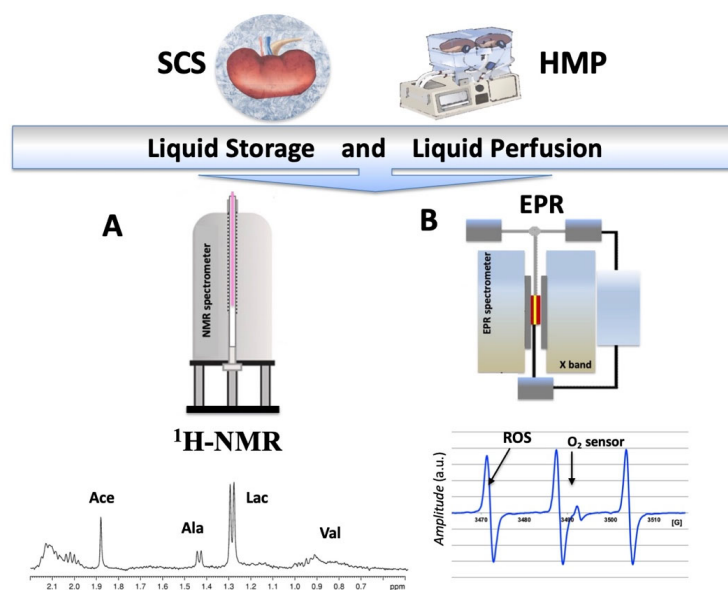 SCS
HMP
Liquid Storage and Liquid Perfusion
A
B
EPR
NMR spectrometer
EPR spectrometer
X band
¹H-NMR
Ace
Ala
Lac
Val
2.1 2.0 1.9 1.8 1.7 1.6 1.5 1.4 1.3 1.2 1.1 1.0 0.9 0.8 0.7 ppm
ROS
O₂ sensor
Amplitude (a.u.)
3470 3480 3490 3500 3510 [G]